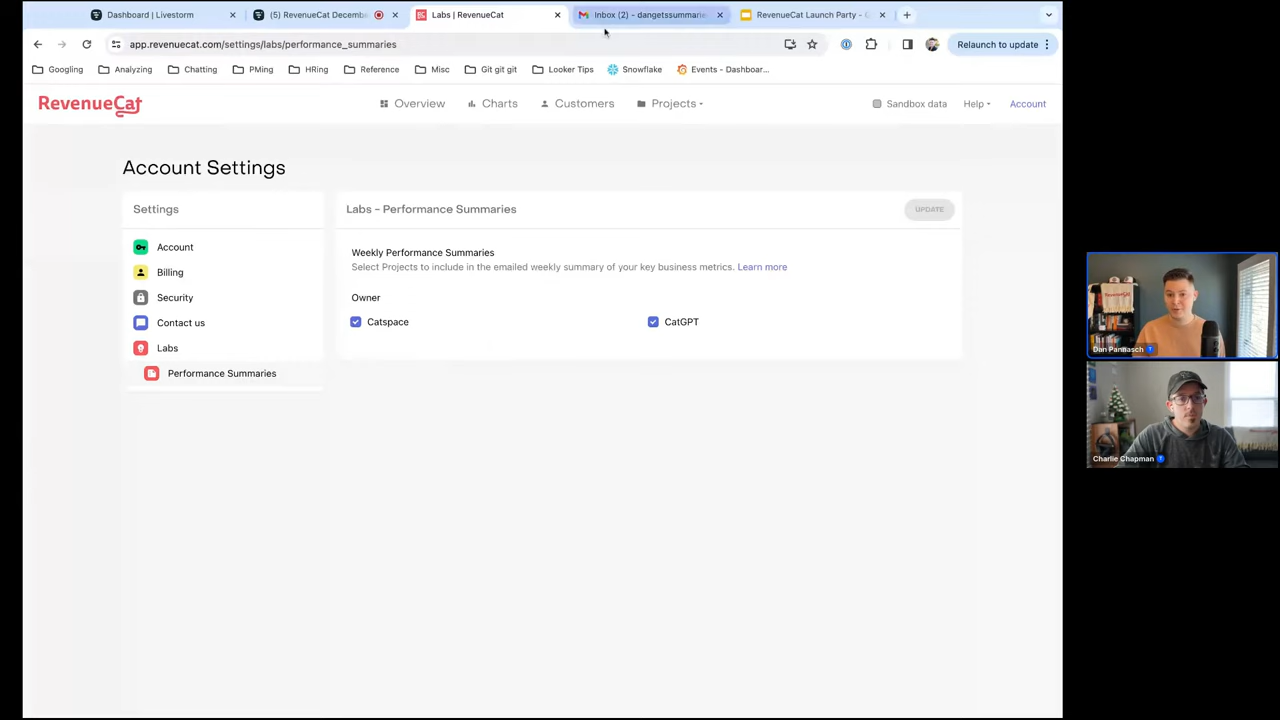 Dashboard | Livestorm
(5) RevenueCat Decemb
Labs | RevenueCat
Inbox (2) - dangetssummarie
RevenueCat Launch Party - G
app.revenuecat.com/settings/labs/performance_summaries
Relaunch to update
Googling
Analyzing
Chatting
PMing
HRing
Reference
Misc
Git git git
Looker Tips
Snowflake
Events - Dashboar...
RevenueCat
Overview
Charts
Customers
Projects
Sandbox data
Help
Account
Account Settings
Settings
Account
Billing
Security
Contact us
Labs
Performance Summaries
Labs – Performance Summaries
UPDATE
Weekly Performance Summaries
Select Projects to include in the emailed weekly summary of your key business metrics. Learn more
Owner
Catspace
CatGPT
Dan Pannasch
Charlie Chapman